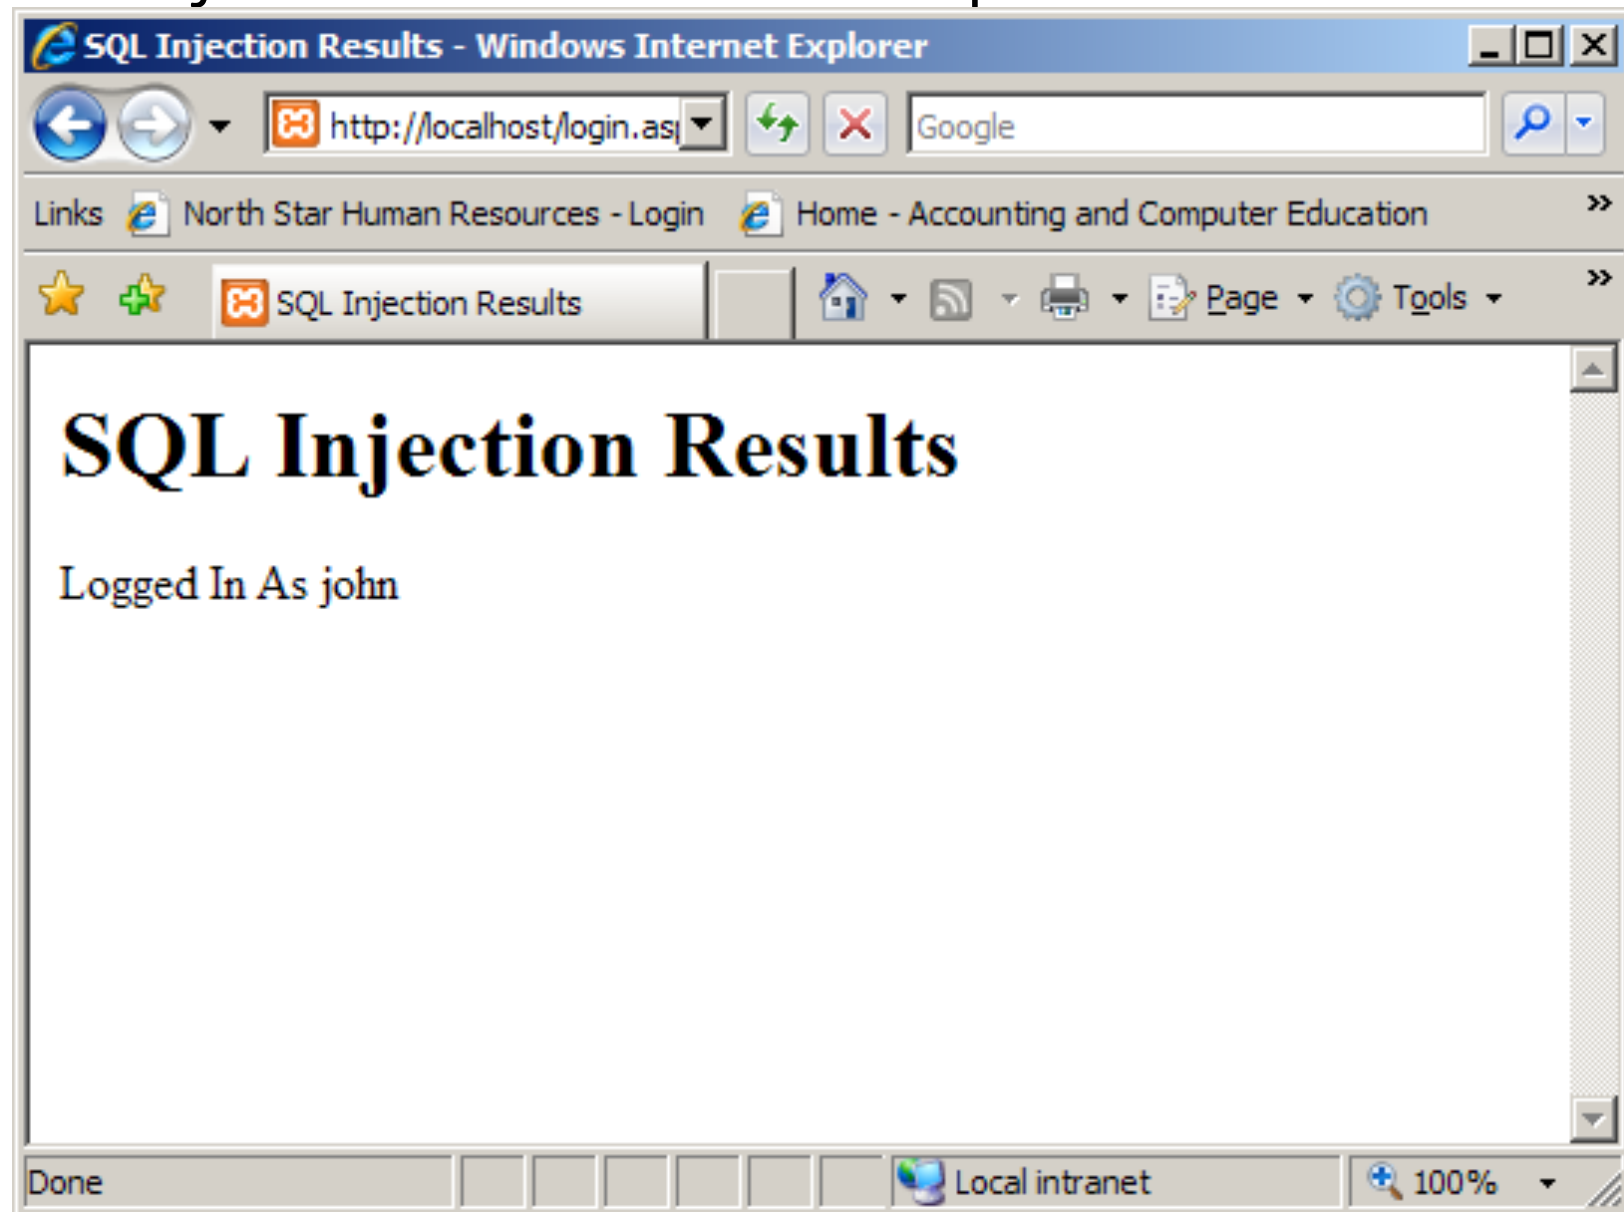 SQL Injection Results - Windows Internet Explorer
http://localhost/login.asp
Google
Links North Star Human Resources - Login Home - Accounting and Computer Education »
SQL Injection Results
Page Tools »
SQL Injection Results
Logged In As john
Done Local intranet 100%